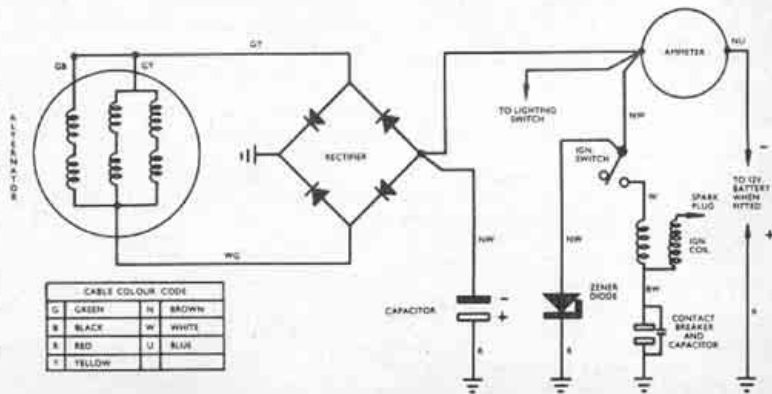 ALTERNATOR
GB
GY
GY
WG
RECTIFIER
TO LIGHTING
SWITCH
AMMETER
NU
NW
IGN.
SWITCH
W
SPARK
PLUG
IGN
COIL
BW
TO 12V
BATTERY
WHEN
FITTED
-
+
R
NW
CAPACITOR
-
+
R
NW
ZENER
DIODE
R
CONTACT
BREAKER
AND
CAPACITOR
CABLE COLOUR CODE
G GREEN N BROWN
B BLACK W WHITE
R RED U BLUE
Y YELLOW